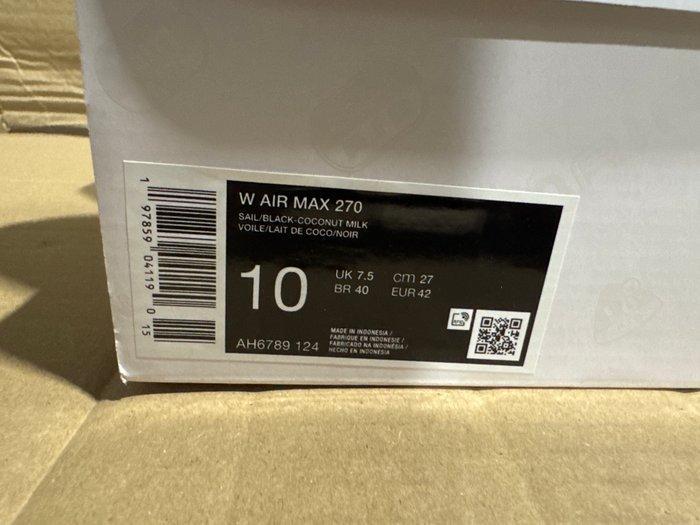 W AIR MAX 270
SAIL/BLACK-COCONUT MILK
VOILE/LAIT DE COCO/NOIR
10
UK 7.5 cm 27
BR 40 EUR 42
AH6789 124
MADE IN INDONESIA /
FABRIQUE EN INDONESIE /
FABRICADO NA INDONÉSIA /
HECHO EN INDONESIA
1 97859 04119 0 15